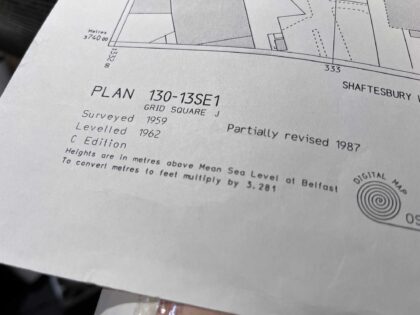 Metres
333
SHAFTESBURY
PLAN 130-13SE1
GRID SQUARE J
Surveyed 1959
Levelled 1962
Partially revised 1987
C Edition
Heights are in metres above Mean Sea Level at Belfast
To convert metres to feet multiply by 3.281
DIGITAL MAP
OS